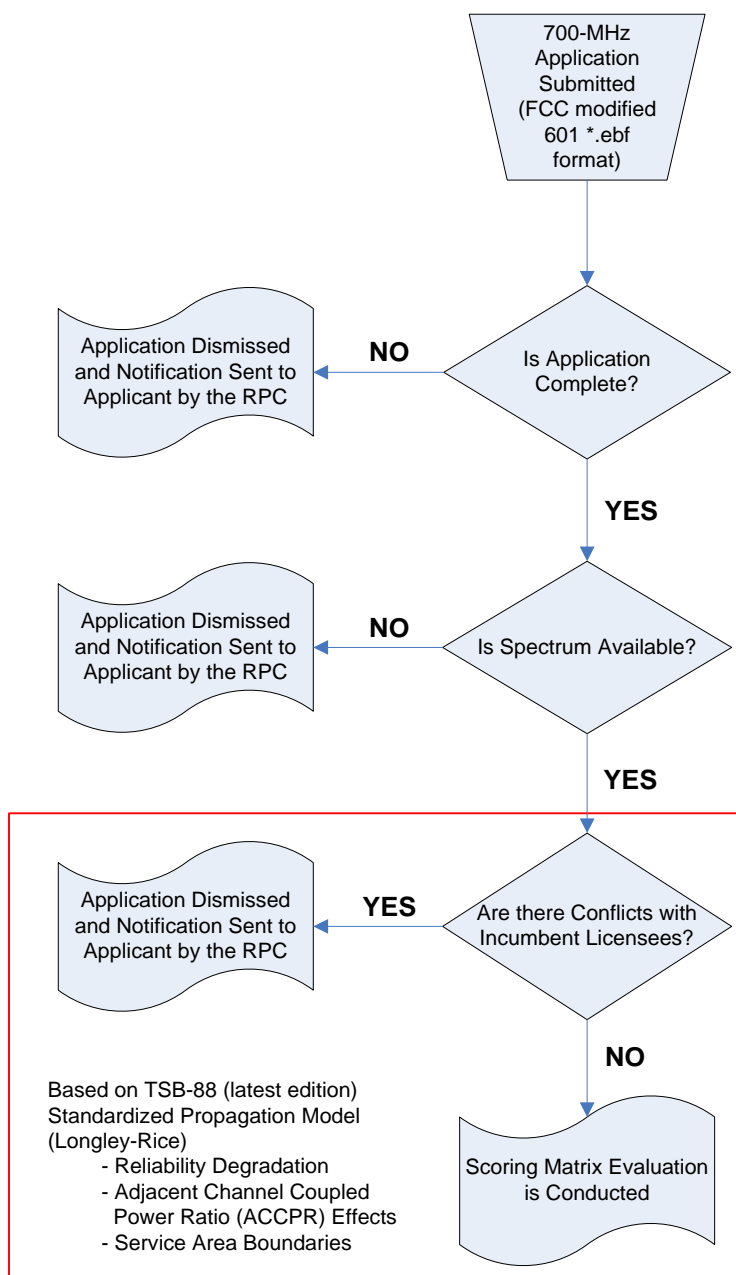 700-MHz
Application
Submitted
(FCC modified
601 *.ebf
format)
Application Dismissed
and Notification Sent to
Applicant by the RPC
NO
Is Application
Complete?
YES
Application Dismissed
and Notification Sent to
Applicant by the RPC
NO
Is Spectrum Available?
YES
Application Dismissed
and Notification Sent to
Applicant by the RPC
YES
Are there Conflicts with
Incumbent Licensees?
NO
Based on TSB-88 (latest edition)
Standardized Propagation Model
(Longley-Rice)
- Reliability Degradation
- Adjacent Channel Coupled
Power Ratio (ACCPR) Effects
- Service Area Boundaries
Scoring Matrix Evaluation
is Conducted